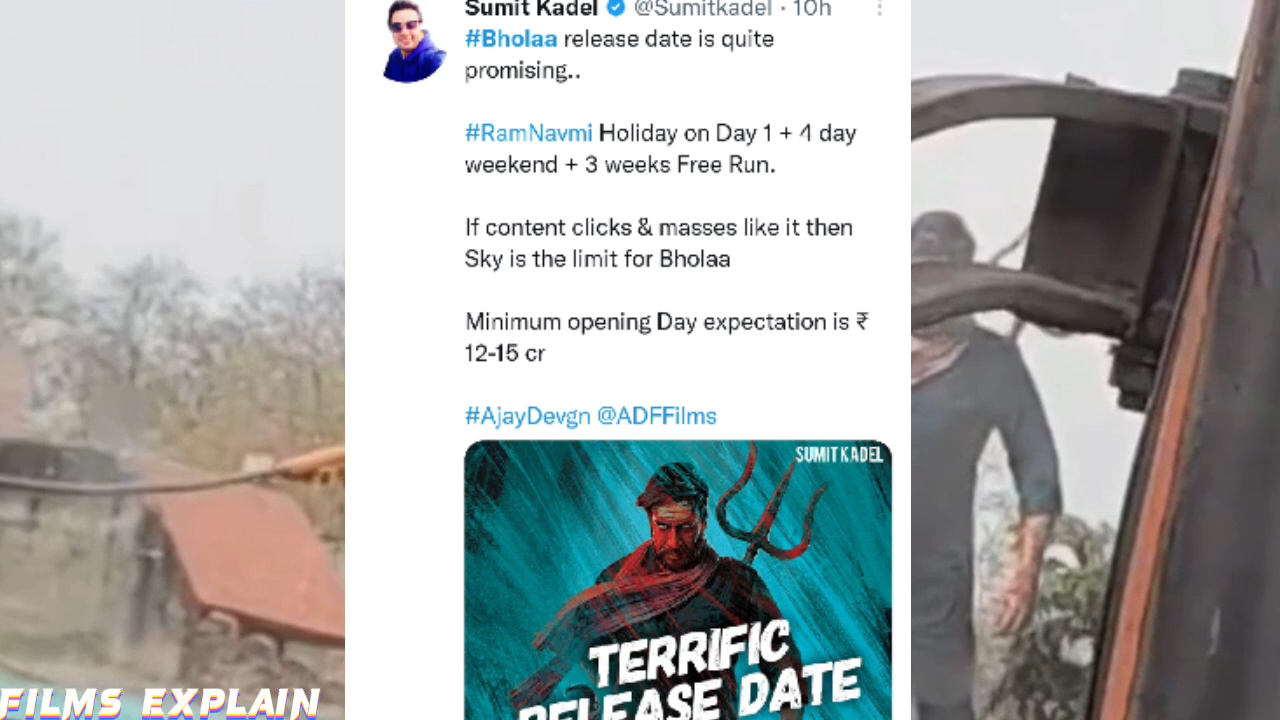 Sumit Kadel @Sumitkadel · 10h
#Bholaa release date is quite
promising..
#RamNavmi Holiday on Day 1 + 4 day
weekend + 3 weeks Free Run.
If content clicks & masses like it then
Sky is the limit for Bholaa
Minimum opening Day expectation is ₹
12-15 cr
#AjayDevgn @ADFFilms
SUMIT KADEL
TERRIFIC
RELEASE DATE
FILMS EXPLAIN